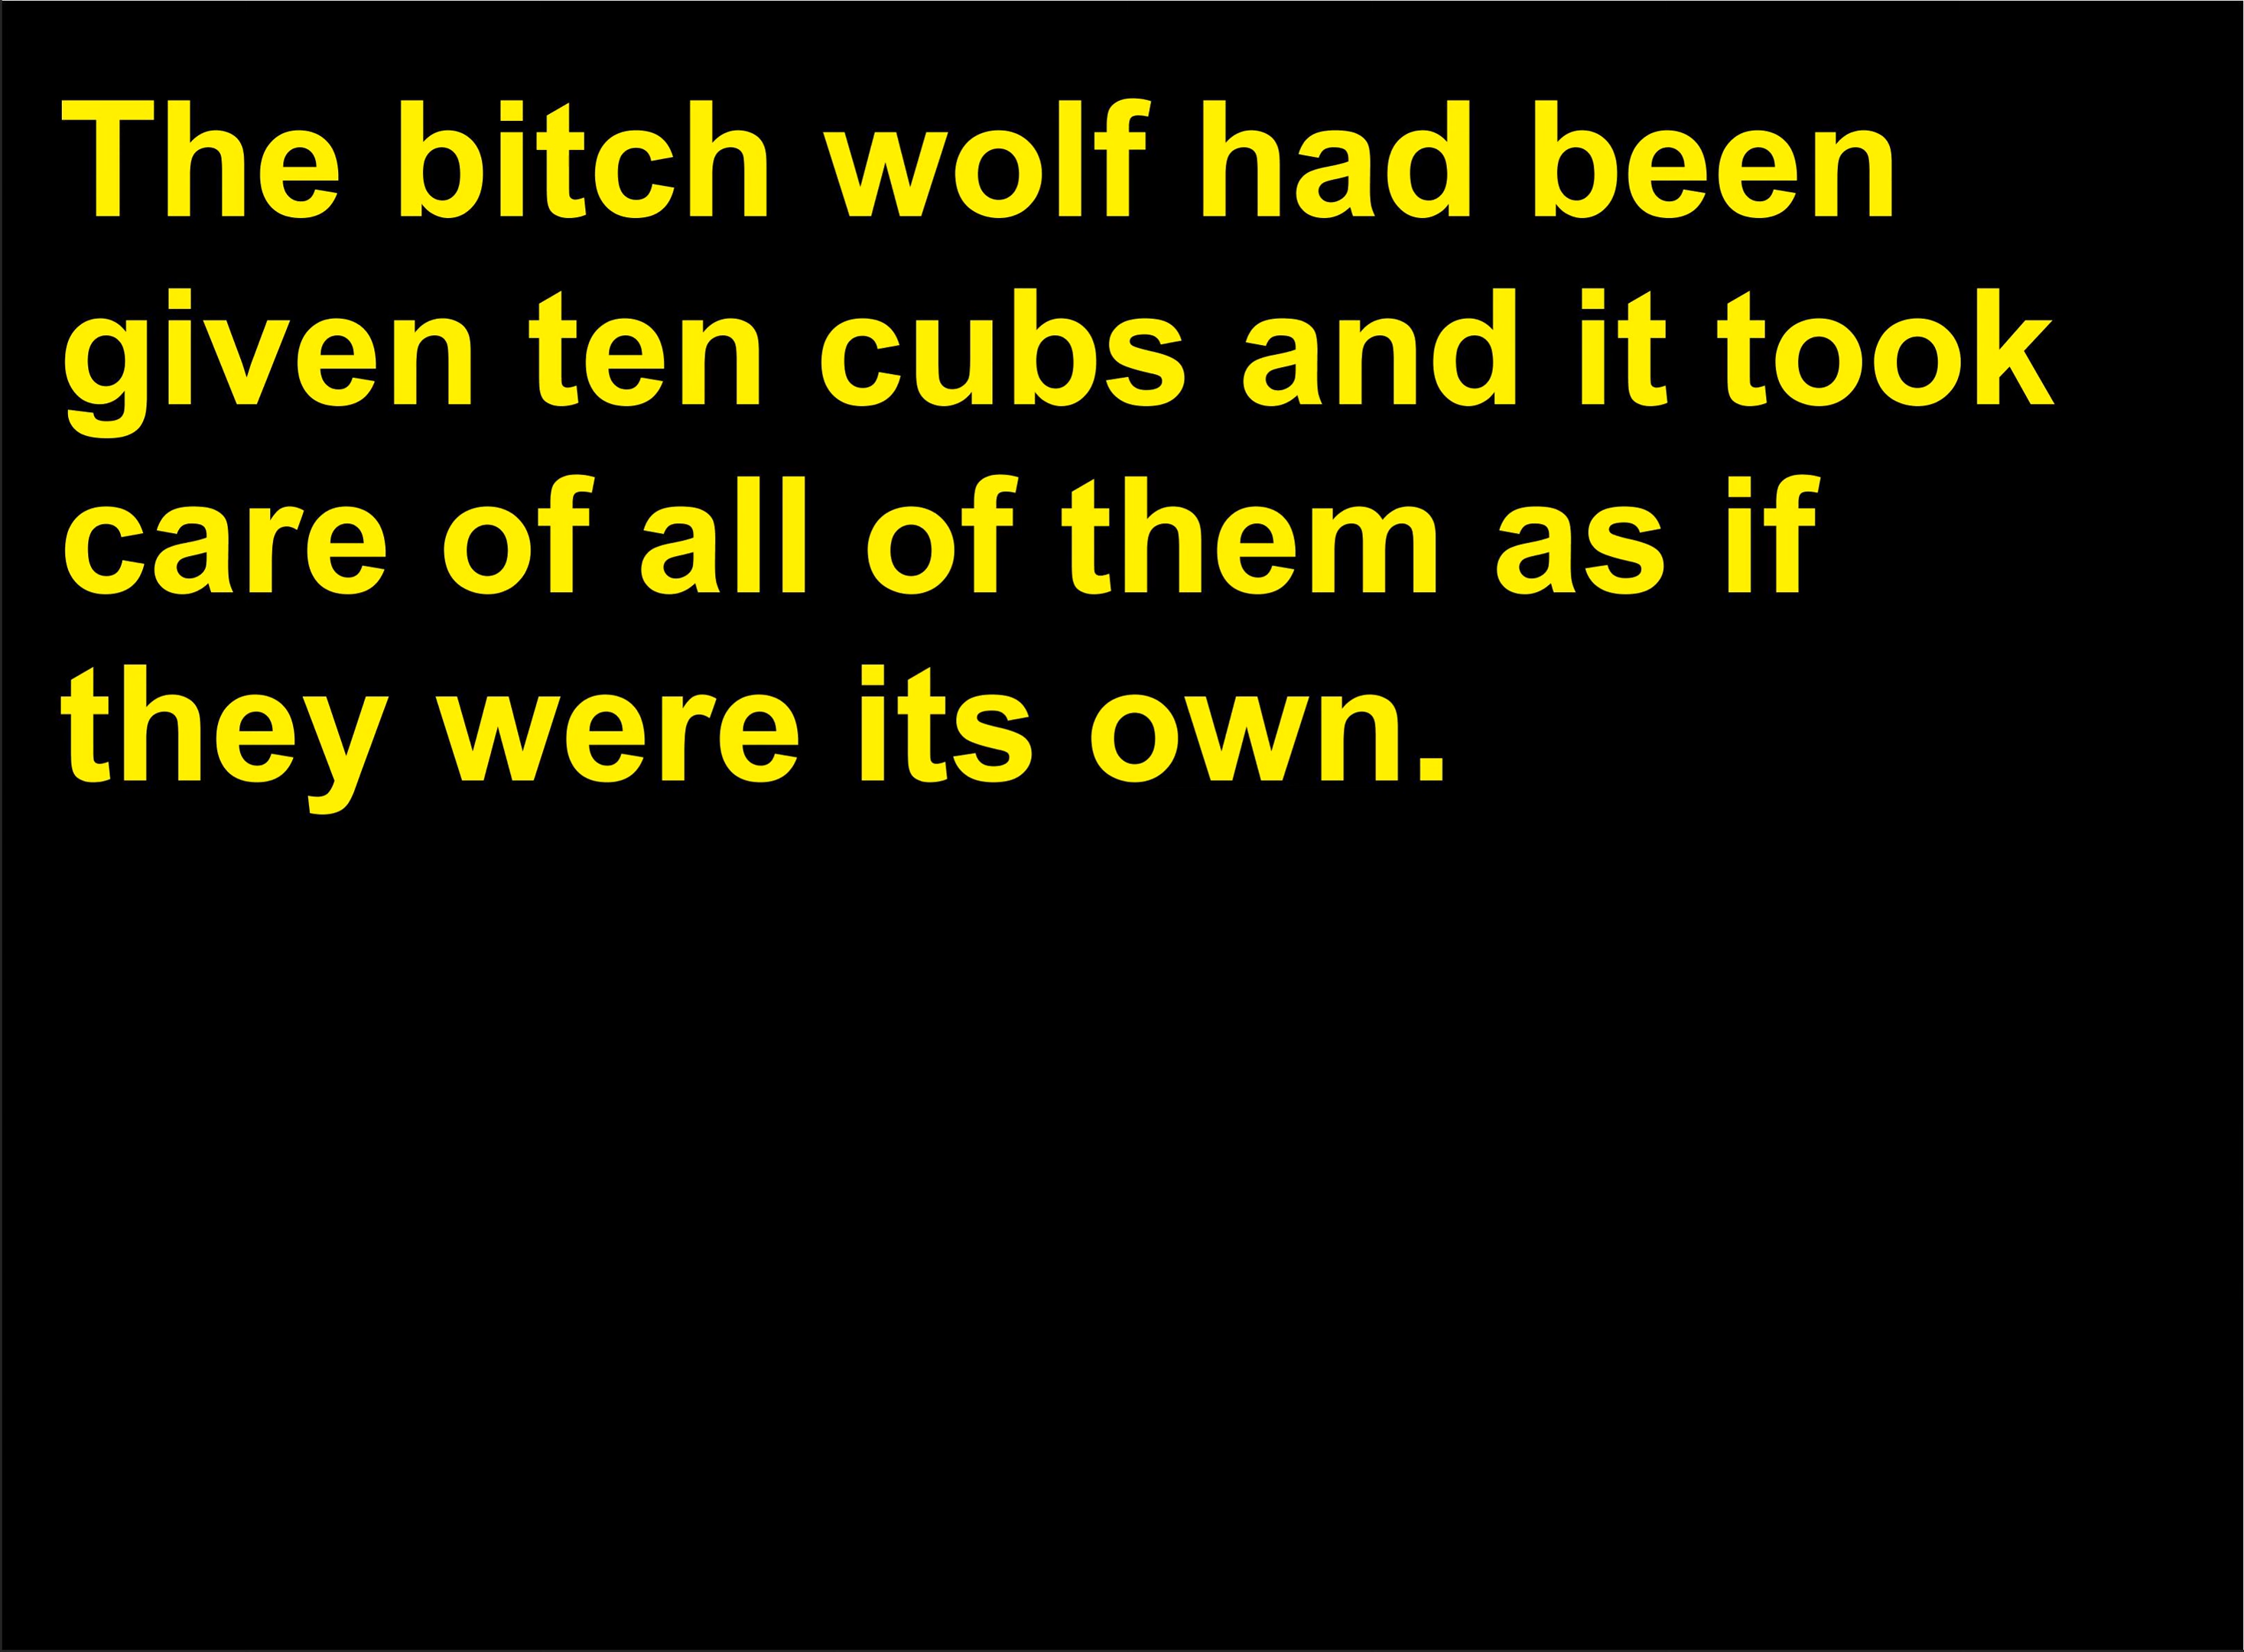 The bitch wolf had been
given ten cubs and it took
care of all of them as if
they were its own.